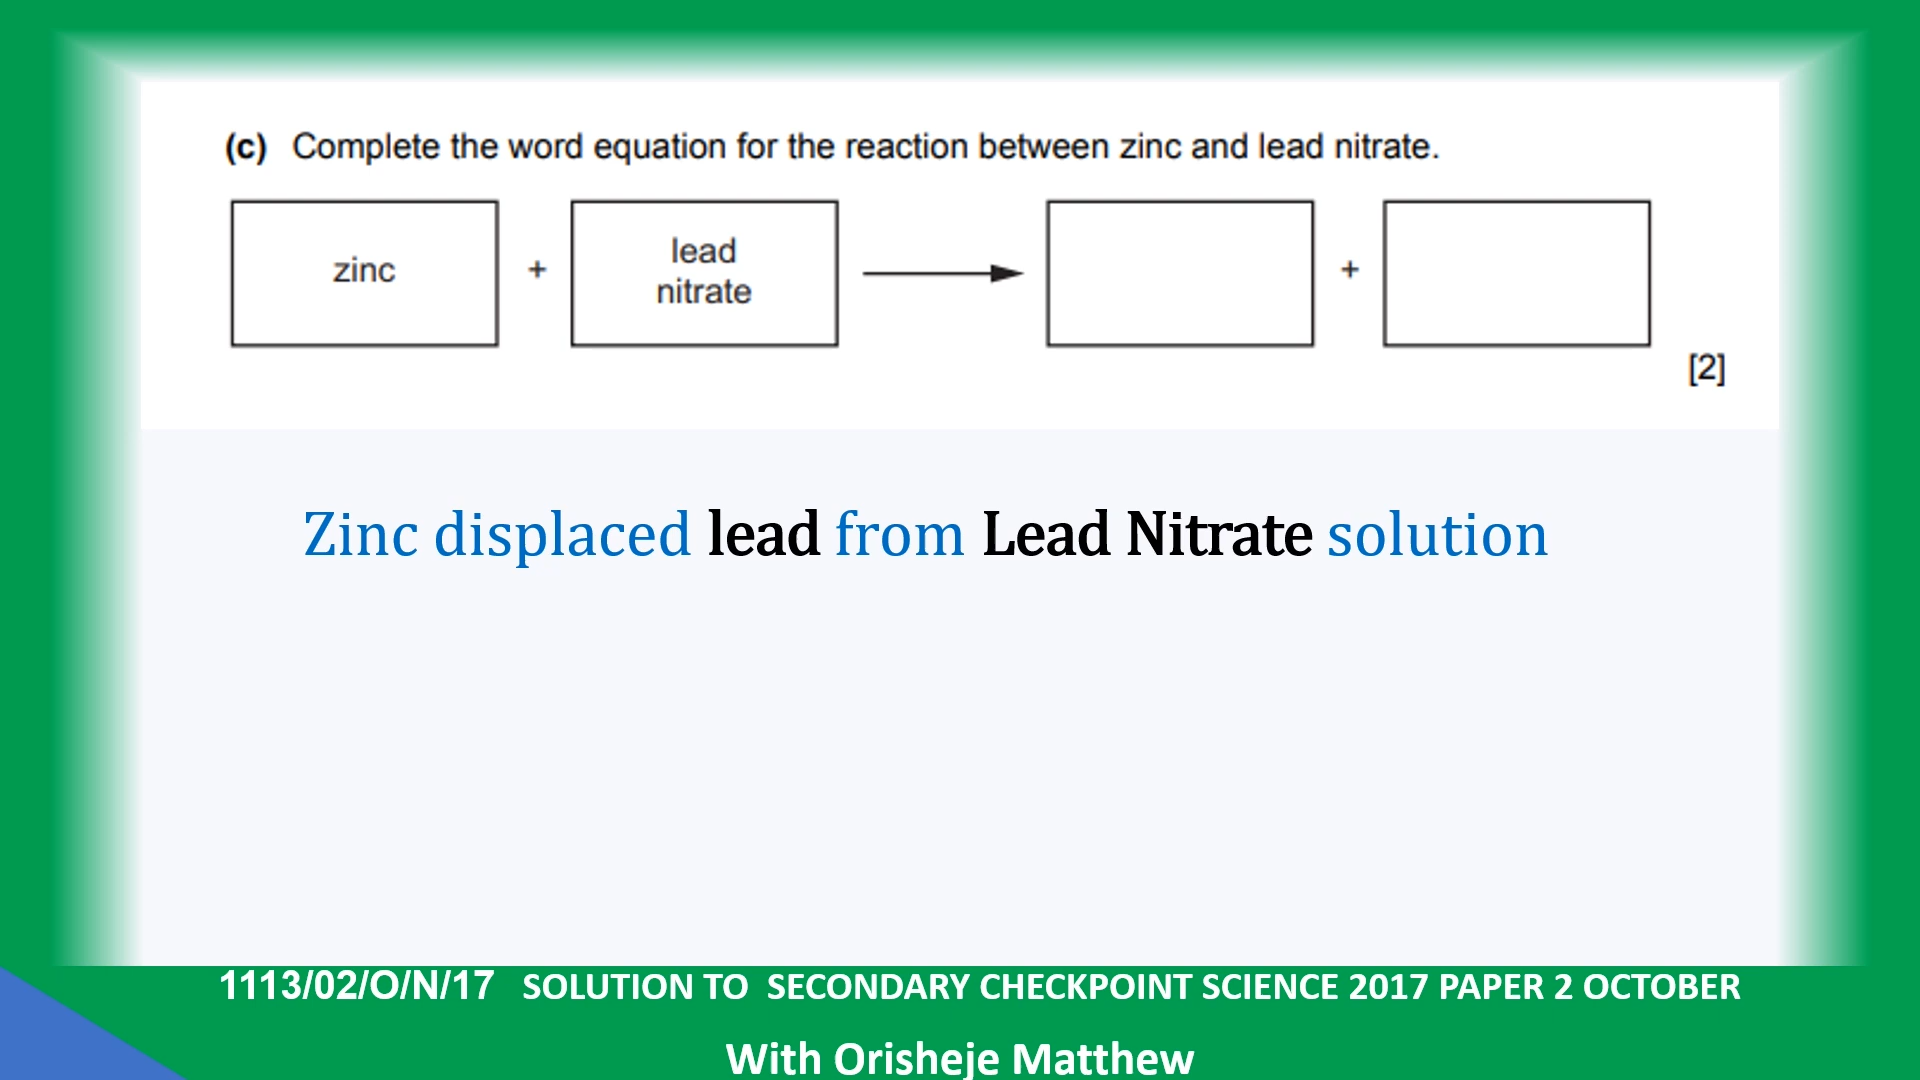 (c) Complete the word equation for the reaction between zinc and lead nitrate.
zinc + lead nitrate +
[2]
Zinc displaced lead from Lead Nitrate solution
1113/02/O/N/17 SOLUTION TO SECONDARY CHECKPOINT SCIENCE 2017 PAPER 2 OCTOBER
With Orisheje Matthew